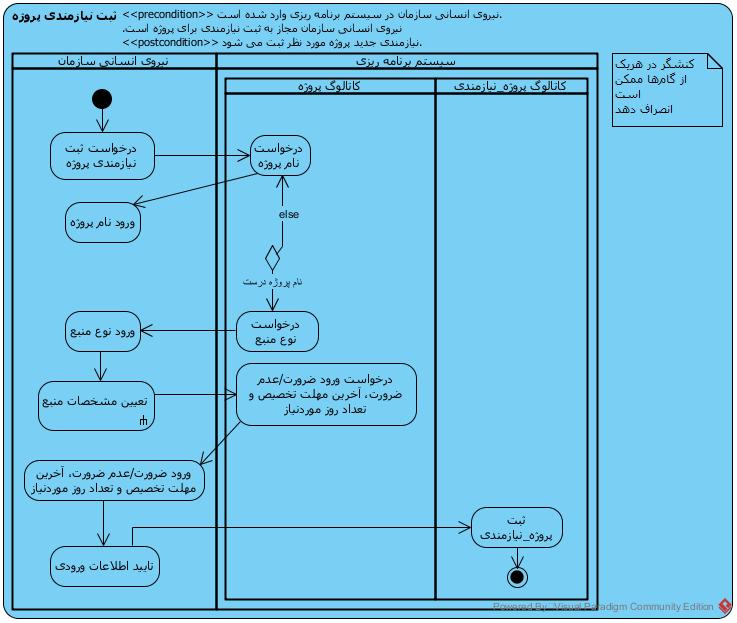 ثبت نیازمندی پروژه
<<precondition>> نیروی انسانی سازمان در سیستم برنامه ریزی وارد شده است.
نیروی انسانی سازمان مجاز به ثبت نیازمندی برای پروژه است.
<<postcondition>> نیازمندی جدید پروژه مورد نظر ثبت می شود.
نیروی انسانی سازمان
سیستم برنامه ریزی
کاتالوگ پروژه
کاتالوگ پروژه_نیازمندی
کنشگر در هریک
از گام‌ها ممکن
است
انصراف دهد
درخواست ثبت
نیازمندی پروژه
درخواست
نام پروژه
ورود نام پروژه
else
نام پروژه درست
درخواست
نوع منبع
ورود نوع منبع
تعیین مشخصات منبع
درخواست ورود ضرورت/عدم
ضرورت، آخرین مهلت تخصیص و
تعداد روز موردنیاز
ورود ضرورت/عدم ضرورت، آخرین
مهلت تخصیص و تعداد روز موردنیاز
ثبت
پروژه_نیازمندی
تایید اطلاعات ورودی
Powered By Visual Paradigm Community Edition